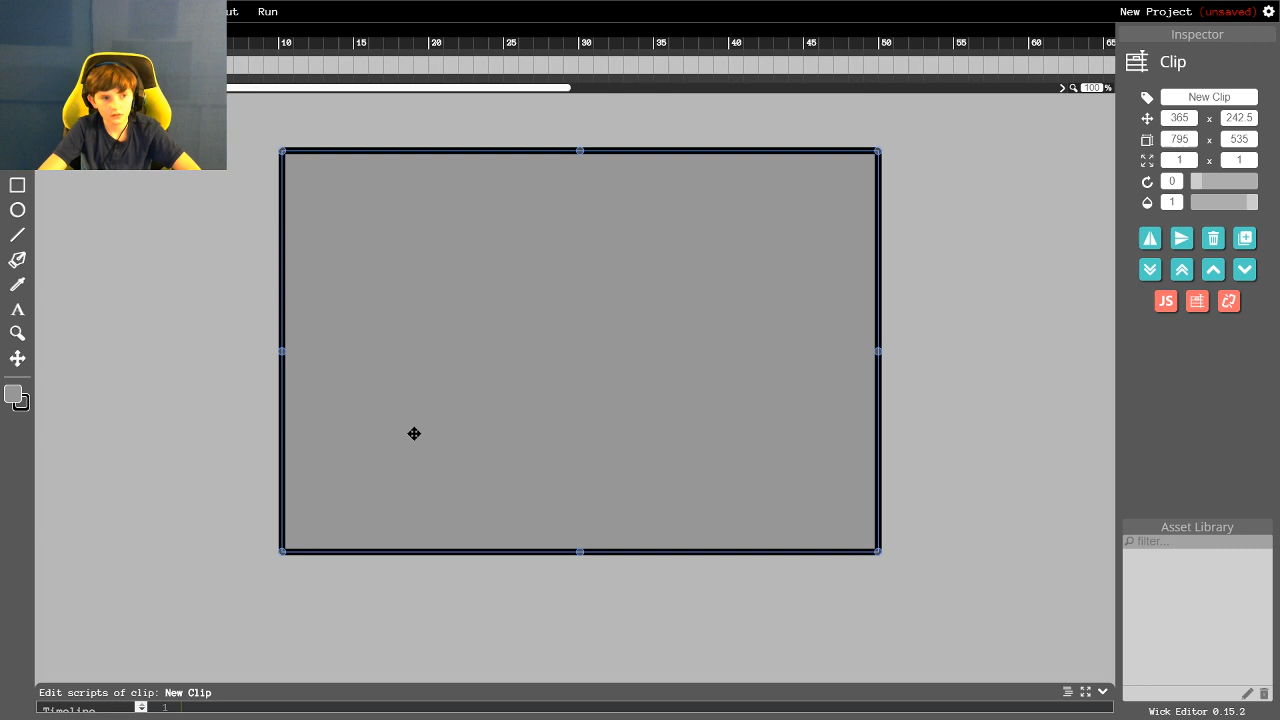 ut Run New Project (unsaved)
Inspector
10 15 20 25 30 35 40 45 50 55 60 65
Clip
100 %
New Clip
365 x 242.5
795 x 535
1 x 1
0
1
JS
Asset Library
filter...
Edit scripts of clip: New Clip
Timeline 1
Wick Editor 0.15.2